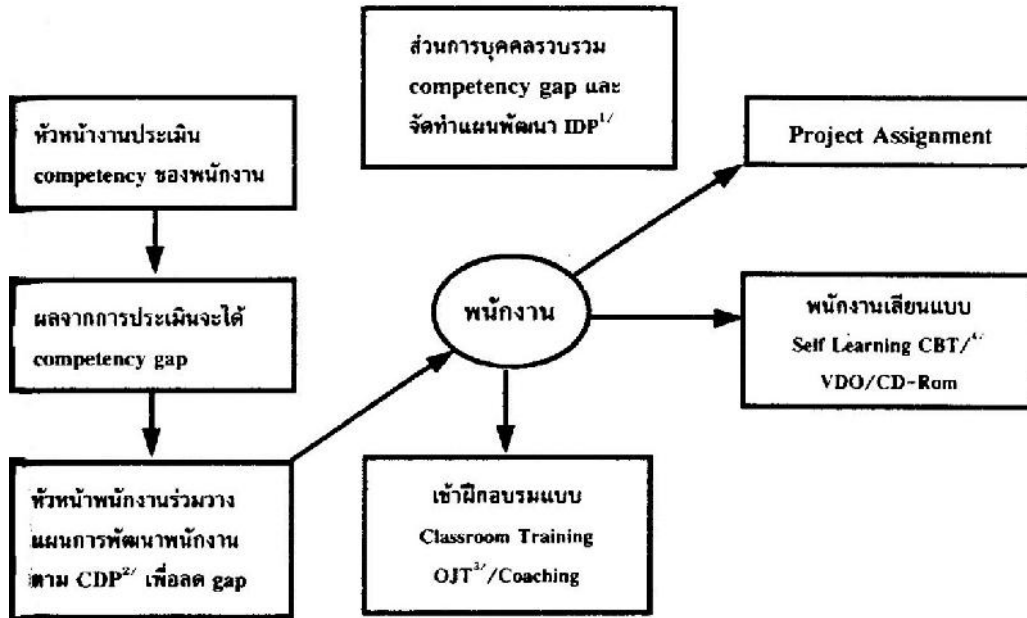 ส่วนการบุคคลรวบรวม
competency gap และ
จัดทำแผนพัฒนา IDP1/
หัวหน้างานประเมิน
competency ของพนักงาน
Project Assignment
ผลจากการประเมินจะได้
competency gap
พนักงาน
พนักงานเลียนแบบ
Self Learning CBT/4/
VDO/CD-Rom
หัวหน้าพนักงานร่วมวาง
แผนการพัฒนาพนักงาน
ตาม CDP2/ เพื่อลด gap
เข้าฝึกอบรมแบบ
Classroom Training
OJT3//Coaching